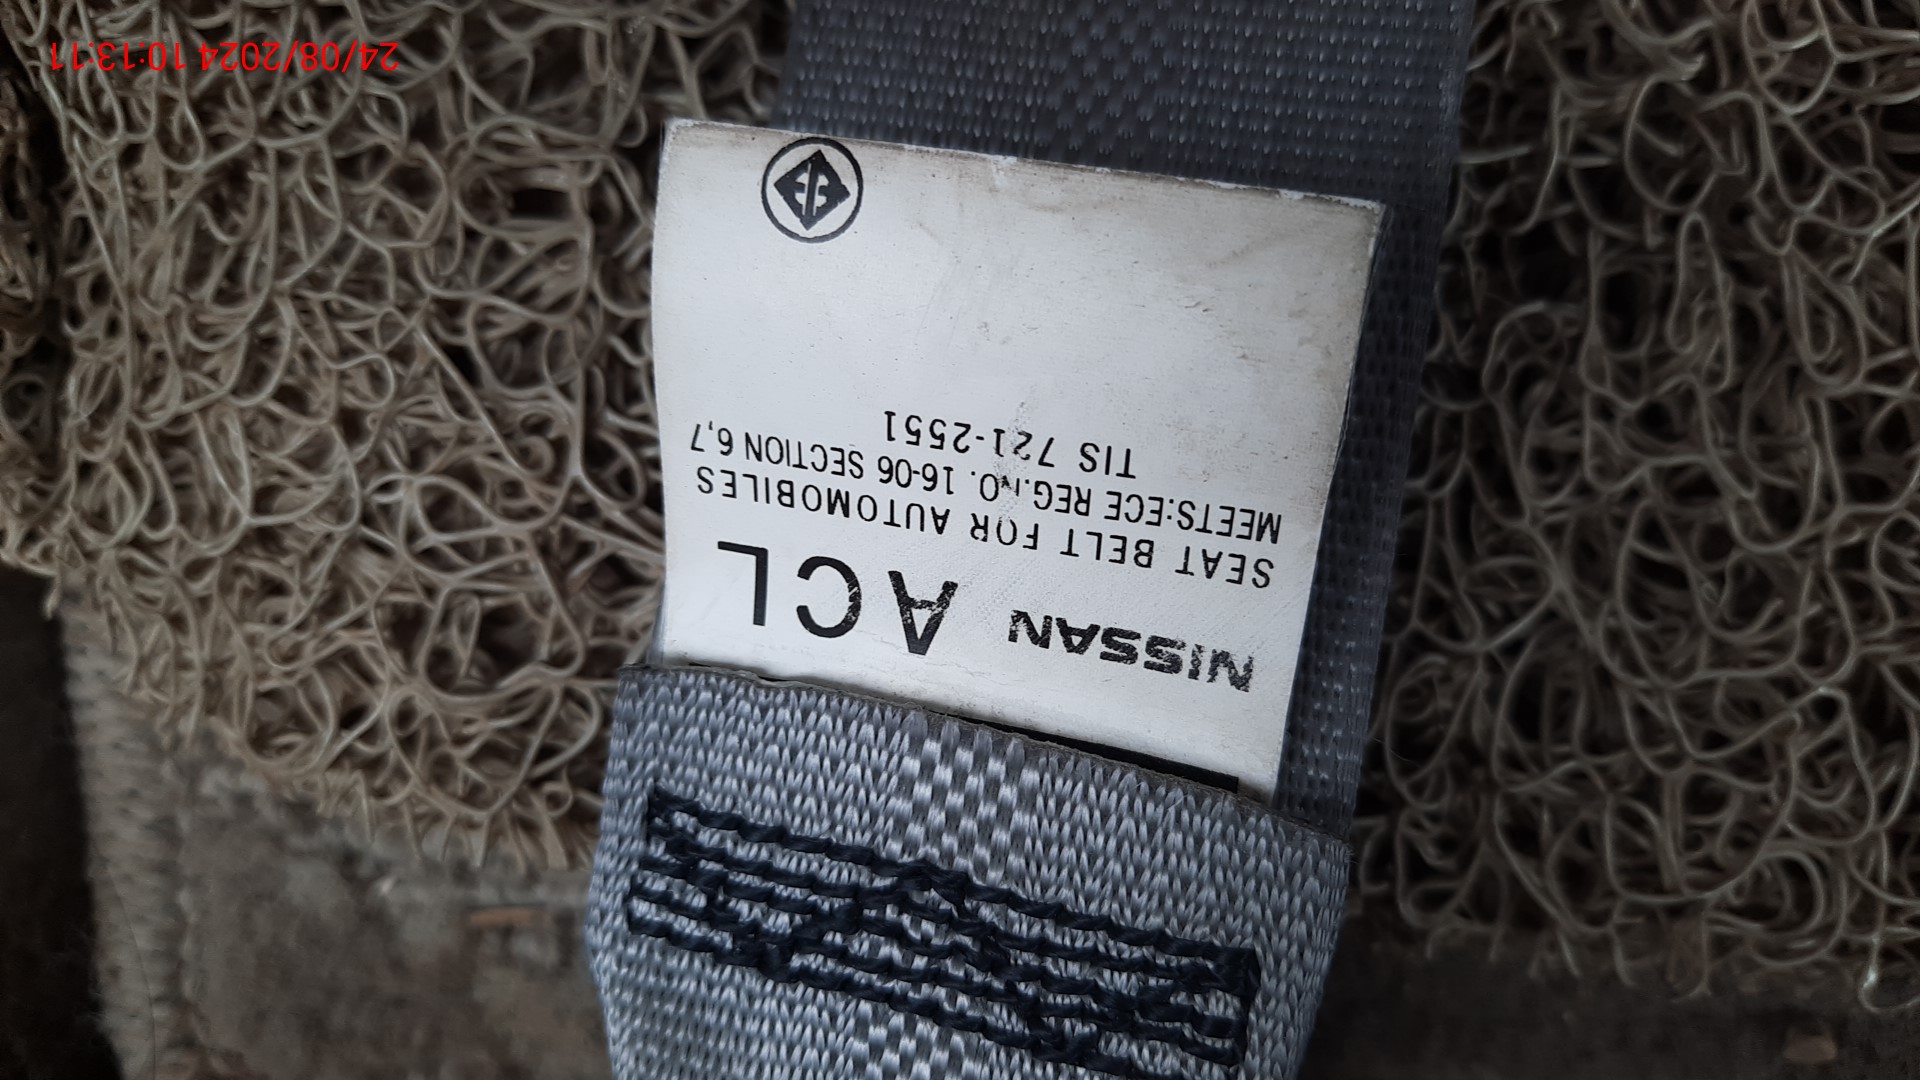 NISSAN ACL
SEAT BELT FOR AUTOMOBILES
MEETS:ECE REG.NO. 16-06 SECTION 6,7
TIS 721-2551
24/08/2024 10:13:11